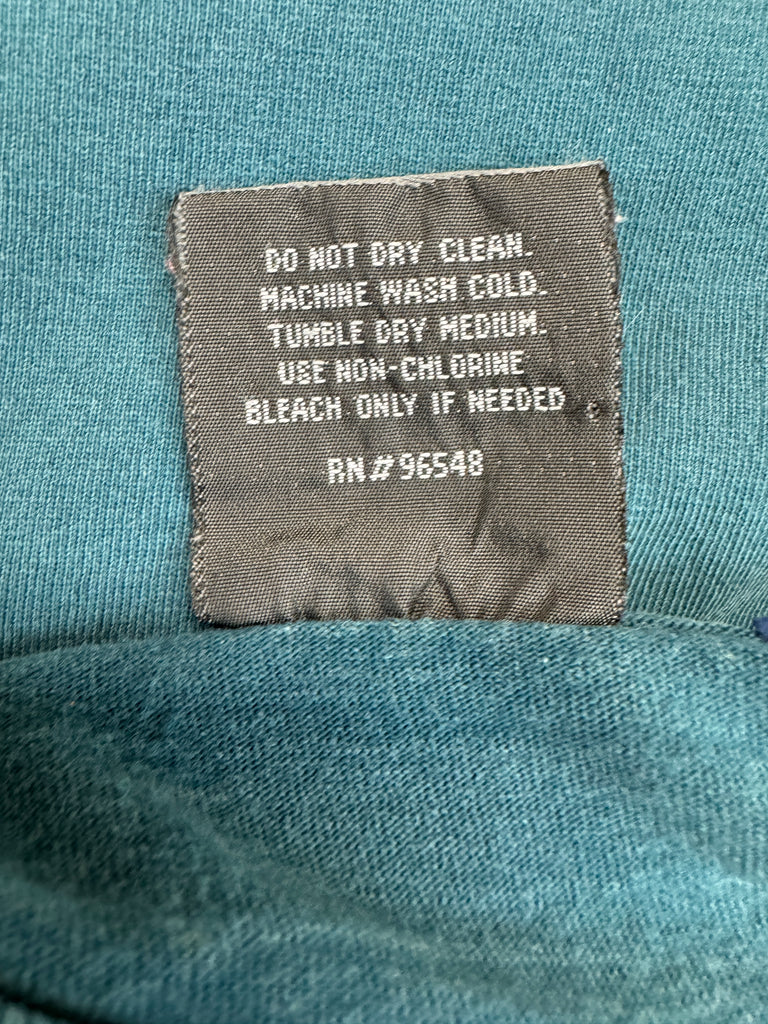 DO NOT DRY CLEAN.
MACHINE WASH COLD.
TUMBLE DRY MEDIUM.
USE NON-CHLORINE
BLEACH ONLY IF NEEDED
RN#96548